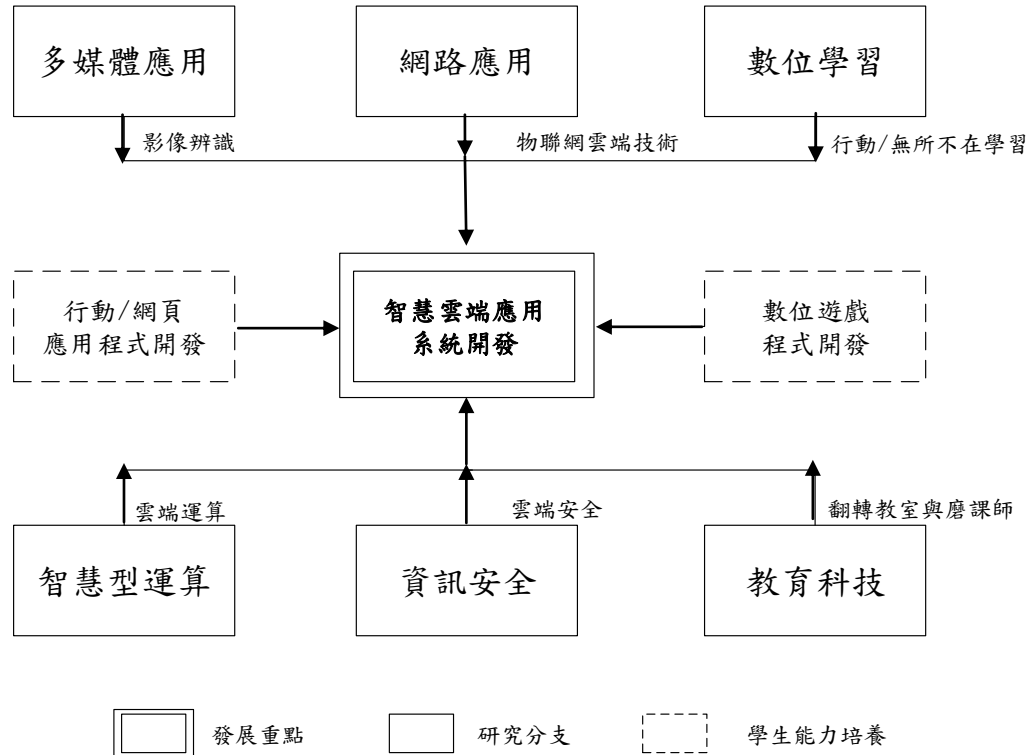 多媒體應用
網路應用
數位學習
影像辨識
物聯網雲端技術
行動/無所不在學習
行動/網頁
應用程式開發
智慧雲端應用
系統開發
數位遊戲
程式開發
雲端運算
雲端安全
翻轉教室與磨課師
智慧型運算
資訊安全
教育科技
發展重點
研究分支
學生能力培養